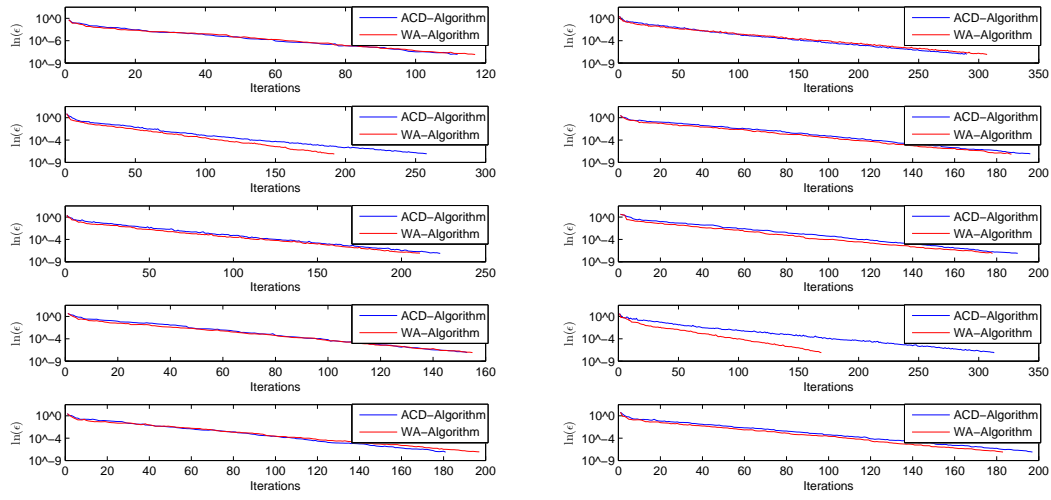 ln(ϵ)
10^0
10^−6
10^−9
0 20 40 60 80 100 120
Iterations
ACD−Algorithm
WA−Algorithm
ln(ϵ)
10^0
10^−4
10^−9
0 50 100 150 200 250 300 350
Iterations
ACD−Algorithm
WA−Algorithm
ln(ϵ)
10^0
10^−4
10^−9
0 50 100 150 200 250 300
Iterations
ACD−Algorithm
WA−Algorithm
ln(ϵ)
10^0
10^−4
10^−9
0 20 40 60 80 100 120 140 160 180 200
Iterations
ACD−Algorithm
WA−Algorithm
ln(ϵ)
10^0
10^−4
10^−9
0 50 100 150 200 250
Iterations
ACD−Algorithm
WA−Algorithm
ln(ϵ)
10^0
10^−4
10^−9
0 20 40 60 80 100 120 140 160 180 200
Iterations
ACD−Algorithm
WA−Algorithm
ln(ϵ)
10^0
10^−4
10^−9
0 20 40 60 80 100 120 140 160
Iterations
ACD−Algorithm
WA−Algorithm
ln(ϵ)
10^0
10^−4
10^−9
0 50 100 150 200 250 300 350
Iterations
ACD−Algorithm
WA−Algorithm
ln(ϵ)
10^0
10^−4
10^−9
0 20 40 60 80 100 120 140 160 180 200
Iterations
ACD−Algorithm
WA−Algorithm
ln(ϵ)
10^0
10^−4
10^−9
0 20 40 60 80 100 120 140 160 180 200
Iterations
ACD−Algorithm
WA−Algorithm